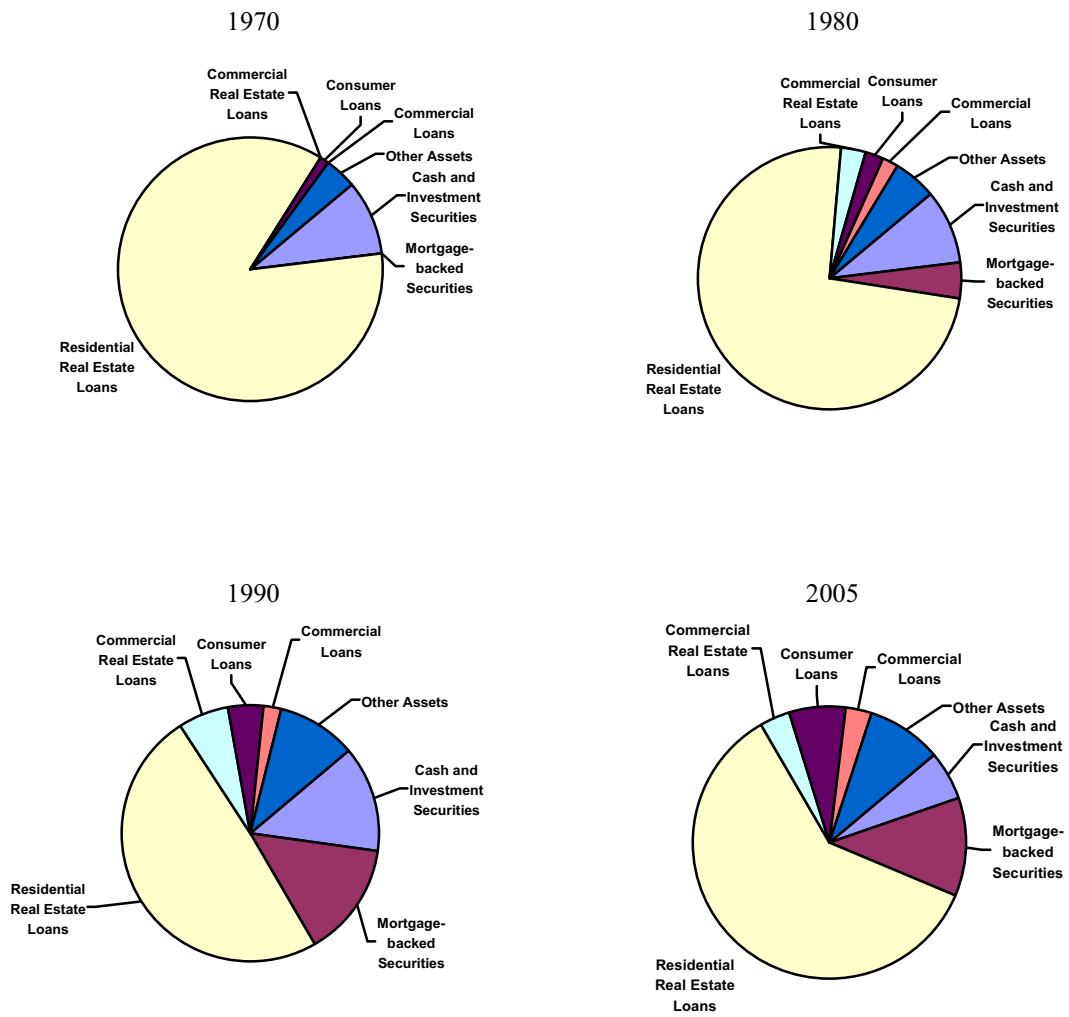 1970
Commercial
Real Estate
Loans
Consumer
Loans
Commercial
Loans
Other Assets
Cash and
Investment
Securities
Mortgage-
backed
Securities
Residential
Real Estate
Loans
1980
Commercial
Real Estate
Loans
Consumer
Loans
Commercial
Loans
Other Assets
Cash and
Investment
Securities
Mortgage-
backed
Securities
Residential
Real Estate
Loans
1990
Commercial
Real Estate
Loans
Consumer
Loans
Commercial
Loans
Other Assets
Cash and
Investment
Securities
Mortgage-
backed
Securities
Residential
Real Estate
Loans
2005
Commercial
Real Estate
Loans
Consumer
Loans
Commercial
Loans
Other Assets
Cash and
Investment
Securities
Mortgage-
backed
Securities
Residential
Real Estate
Loans